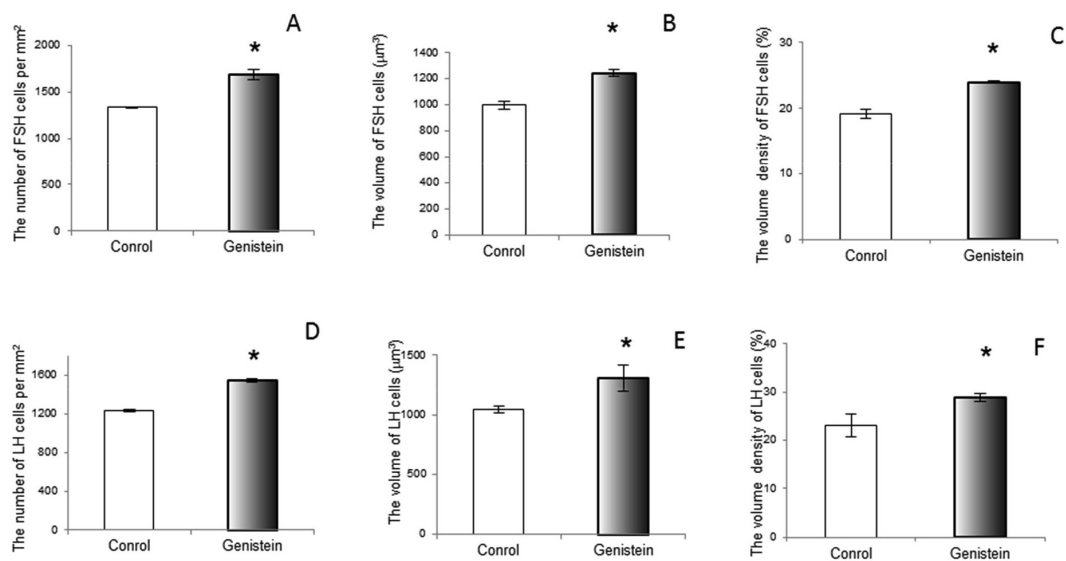 A
The number of FSH cells per mm²
2000
1500
1000
500
0
*
Conrol
Genistein
B
The volume of FSH cells (µm³)
1400
1200
1000
800
600
400
200
0
*
Conrol
Genistein
C
The volume density of FSH cells (%)
30
20
10
0
*
Conrol
Genistein
D
The number of LH cells per mm²
1600
1200
800
400
0
*
Conrol
Genistein
E
The volume of LH cells (µm³)
1500
1000
500
0
*
Conrol
Genistein
F
The volume density of LH cells (%)
40
30
20
10
0
*
Conrol
Genistein